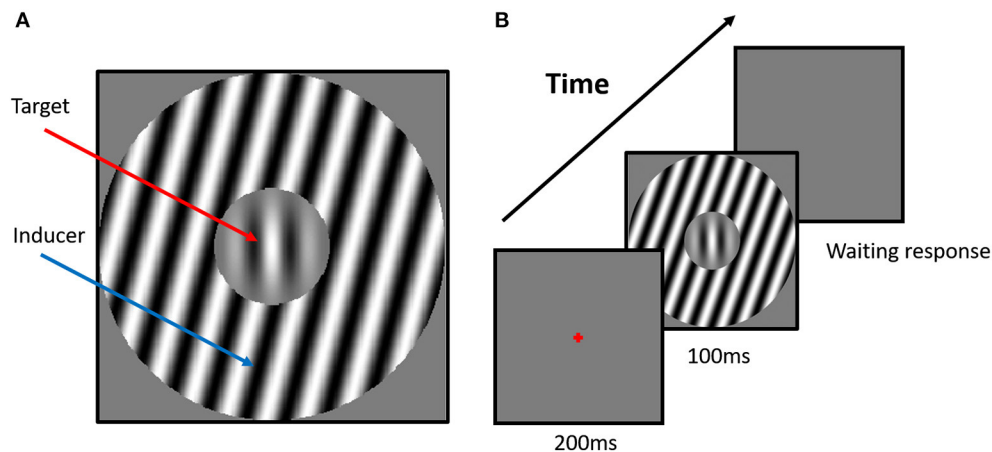 A
Target
Inducer
B
Time
Waiting response
100ms
200ms